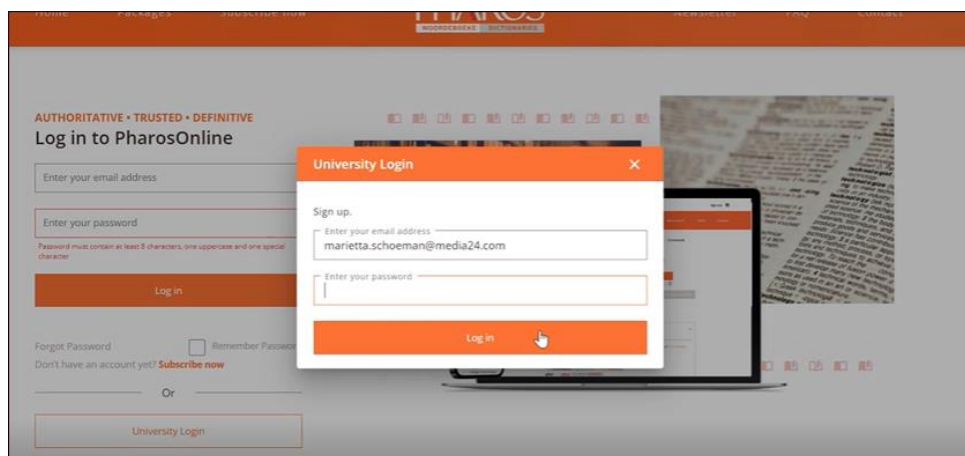 Home Packages Subscribe now PHAROS Newsletter FAQ Contact
WOORDEBOEKE DICTIONARIES
AUTHORITATIVE • TRUSTED • DEFINITIVE
Log in to PharosOnline
Enter your email address
Enter your password
Password must contain at least 8 characters, one uppercase and one special
character
Log in
Forgot Password
Remember Passwor
Don't have an account yet? Subscribe now
Or
University Login
University Login
Sign up.
Enter your email address
marietta.schoeman@media24.com
Enter your password
Log in